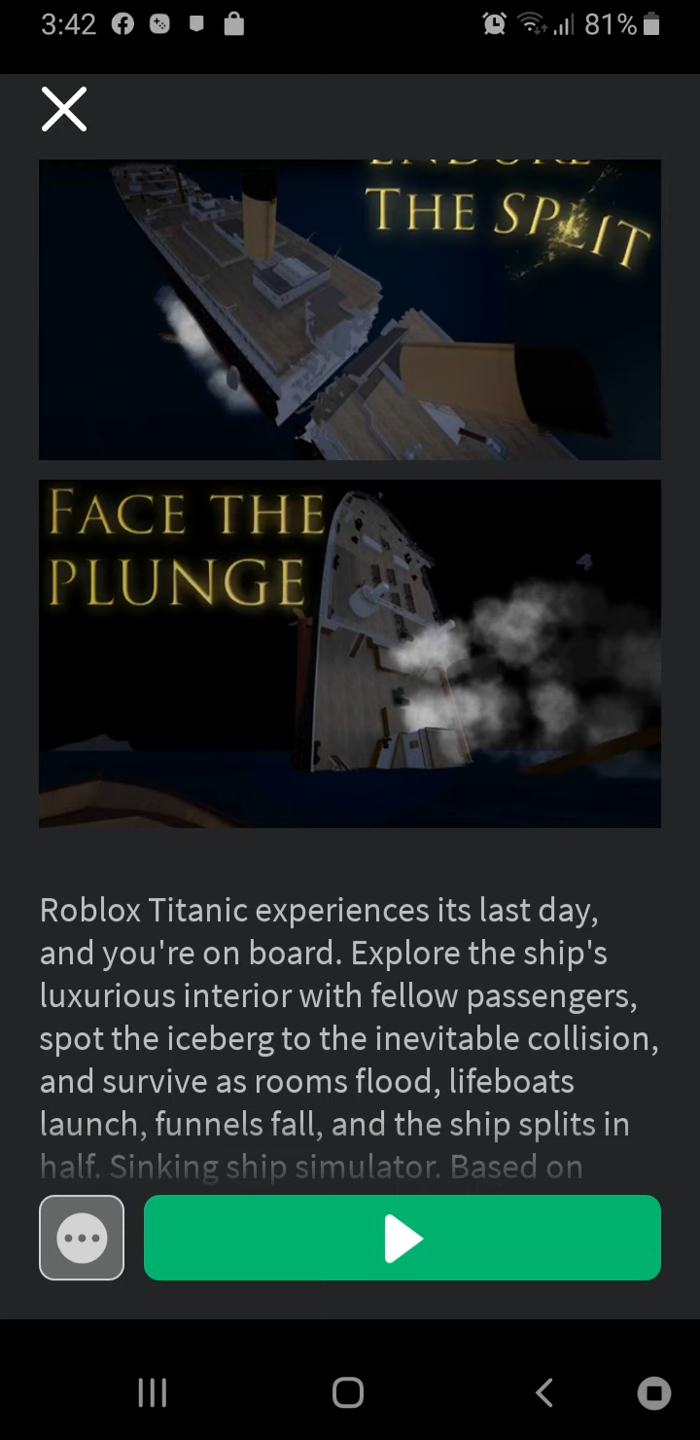 3:42
81%
ENDURE
THE SPLIT
FACE THE
PLUNGE
Roblox Titanic experiences its last day,
and you're on board. Explore the ship's
luxurious interior with fellow passengers,
spot the iceberg to the inevitable collision,
and survive as rooms flood, lifeboats
launch, funnels fall, and the ship splits in
half. Sinking ship simulator. Based on